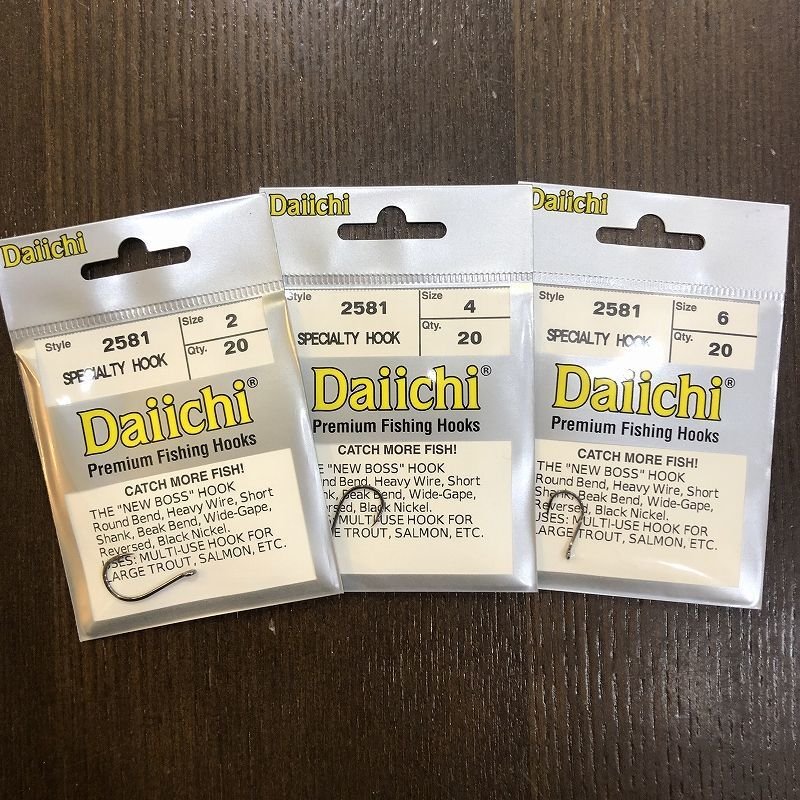 Daiichi
Style 2581 Size 2
SPECIALTY HOOK Qty. 20
Daiichi®
Premium Fishing Hooks
CATCH MORE FISH!
THE "NEW BOSS" HOOK
Round Bend, Heavy Wire, Short
Shank, Beak Bend, Wide-Gape,
Reversed, Black Nickel.
USES: MULTI-USE HOOK FOR
LARGE TROUT, SALMON, ETC.
Daiichi
Style 2581 Size 4
SPECIALTY HOOK Qty. 20
Daiichi®
Premium Fishing Hooks
CATCH MORE FISH!
THE "NEW BOSS" HOOK
Round Bend, Heavy Wire, Short
Shank, Beak Bend, Wide-Gape,
Reversed, Black Nickel.
USES: MULTI-USE HOOK FOR
LARGE TROUT, SALMON, ETC.
Daiichi
Style 2581 Size 6
SPECIALTY HOOK Qty. 20
Daiichi®
Premium Fishing Hooks
CATCH MORE FISH!
THE "NEW BOSS" HOOK
Round Bend, Heavy Wire, Short
Shank, Beak Bend, Wide-Gape,
Reversed, Black Nickel.
USES: MULTI-USE HOOK FOR
LARGE TROUT, SALMON, ETC.